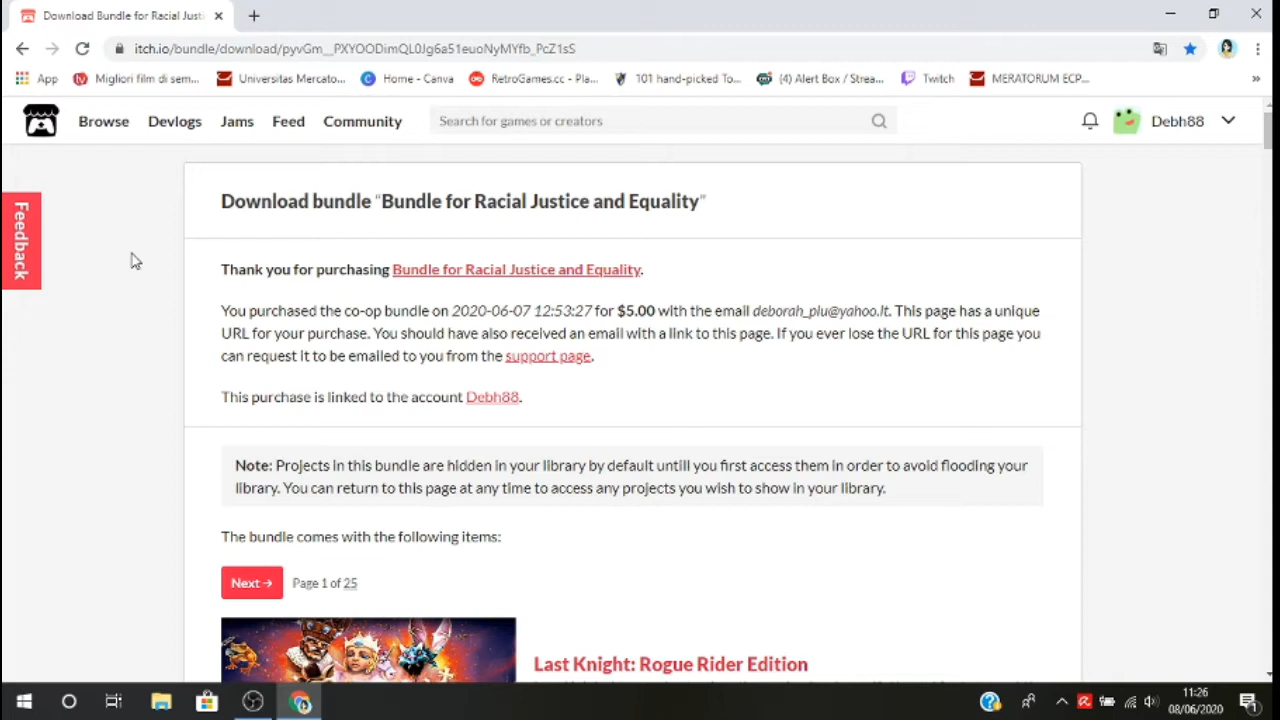 Download Bundle for Racial Just
itch.io/bundle/download/pyvGm__PXYOODimQL0Jg6a51euoNyMYfb_PcZ1sS
App Migliori film di sem... Universitas Mercato... Home - Canva RetroGames.cc - Pla... 101 hand-picked To... (4) Alert Box / Strea... Twitch MERATORUM ECP... »
Browse Devlogs Jams Feed Community Search for games or creators Debh88
Feedback
Download bundle "Bundle for Racial Justice and Equality"
Thank you for purchasing Bundle for Racial Justice and Equality.
You purchased the co-op bundle on 2020-06-07 12:53:27 for $5.00 with the email deborah_plu@yahoo.lt. This page has a unique
URL for your purchase. You should have also received an email with a link to this page. If you ever lose the URL for this page you
can request it to be emailed to you from the support page.
This purchase is linked to the account Debh88.
Note: Projects in this bundle are hidden in your library by default untill you first access them in order to avoid flooding your
library. You can return to this page at any time to access any projects you wish to show in your library.
The bundle comes with the following items:
Next → Page 1 of 25
Last Knight: Rogue Rider Edition
11:26
08/06/2020